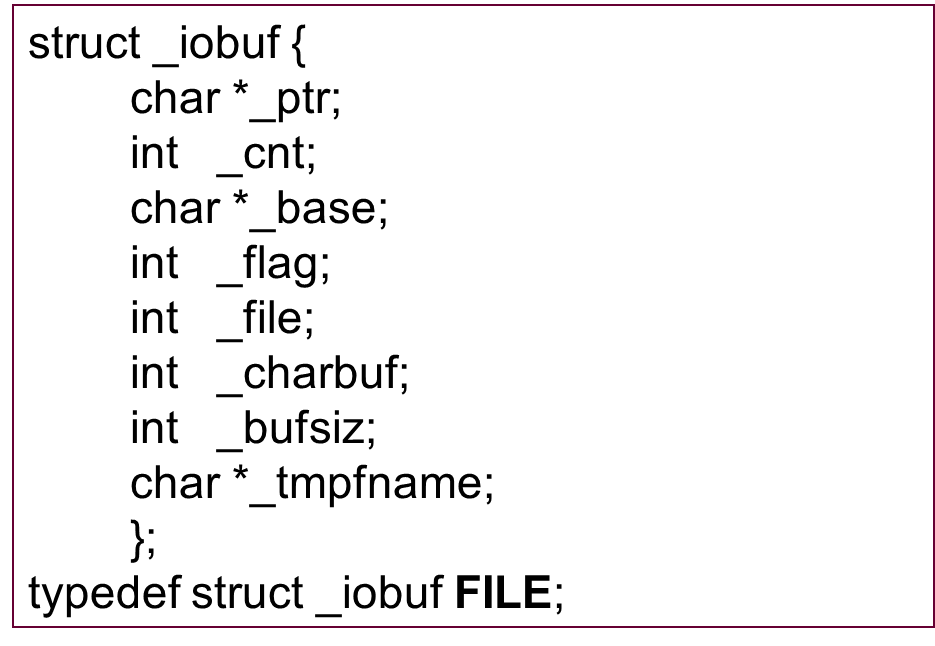 struct _iobuf {
char *_ptr;
int _cnt;
char *_base;
int _flag;
int _file;
int _charbuf;
int _bufsiz;
char *_tmpfname;
};
typedef struct _iobuf FILE;